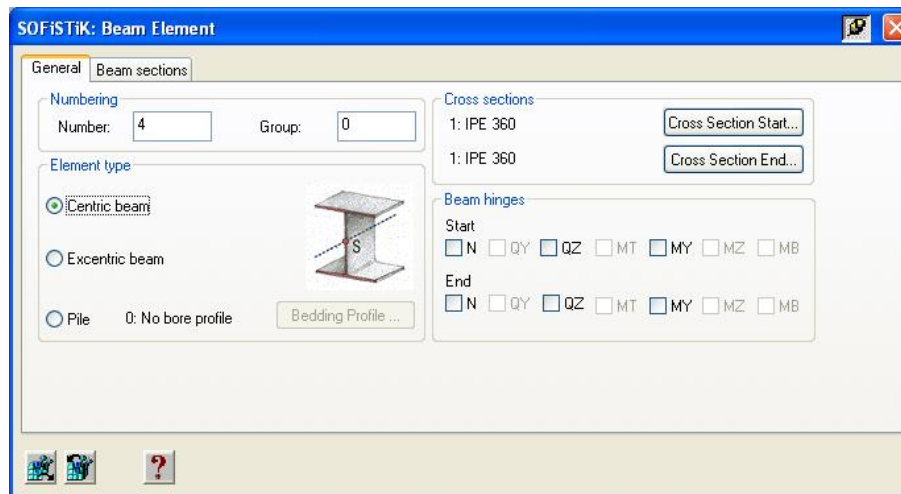 SOFiSTiK: Beam Element
General Beam sections
Numbering
Number: 4 Group: 0
Element type
Centric beam
S
Excentric beam
Pile 0: No bore profile Bedding Profile ...
Cross sections
1: IPE 360 Cross Section Start...
1: IPE 360 Cross Section End...
Beam hinges
Start
N QY QZ MT MY MZ MB
End
N QY QZ MT MY MZ MB
?